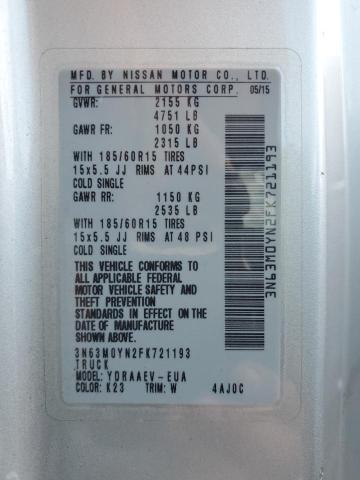 MFD. BY NISSAN MOTOR CO., LTD.
FOR GENERAL MOTORS CORP. 05/15
GVWR: 2155 KG
4751 LB
GAWR FR: 1050 KG
2315 LB
WITH 185/60R15 TIRES
15x5.5 JJ RIMS AT 44PSI
COLD SINGLE
GAWR RR: 1150 KG
2535 LB
WITH 185/60R15 TIRES
15x5.5 JJ RIMS AT 48 PSI
COLD SINGLE
THIS VEHICLE CONFORMS TO
ALL APPLICABLE FEDERAL
MOTOR VEHICLE SAFETY AND
THEFT PREVENTION
STANDARDS IN EFFECT ON THE
DATE OF MANUFACTURE SHOWN
ABOVE.
3N63M0YN2FK721193
TRUCK
MODEL: YDRAAEV-EUA
COLOR: K23 TRIM: W 4AJ0C
3N63M0YN2FK721193